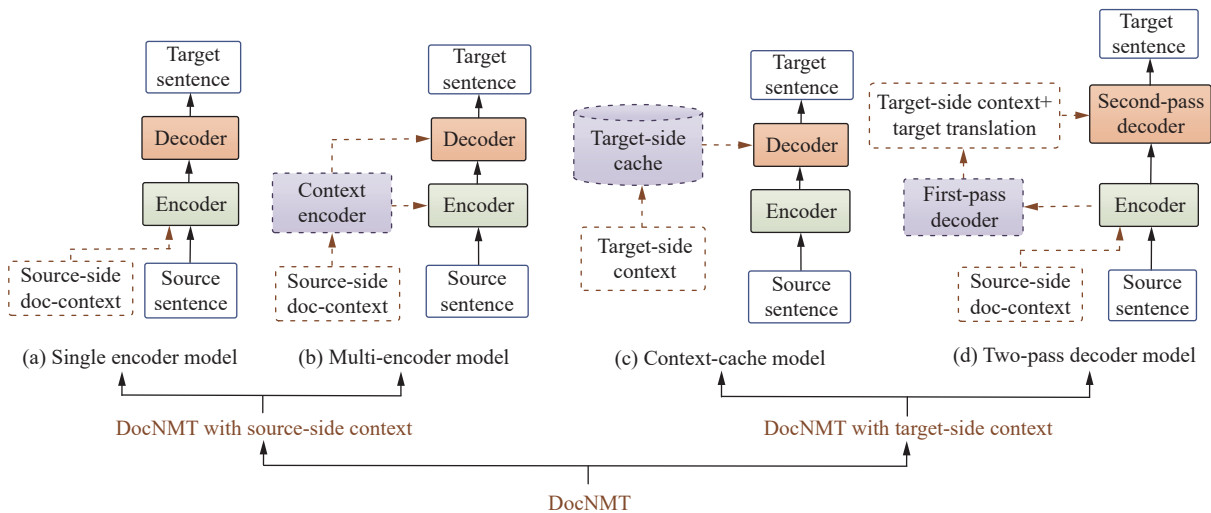 Target
sentence
Decoder
Encoder
Source-side
doc-context
Source
sentence
(a) Single encoder model
Target
sentence
Decoder
Context
encoder
Encoder
Source-side
doc-context
Source
sentence
(b) Multi-encoder model
Target
sentence
Target-side
cache
Decoder
Encoder
Target-side
context
Source
sentence
(c) Context-cache model
Target
sentence
Target-side context+
target translation
Second-pass
decoder
First-pass
decoder
Encoder
Source-side
doc-context
Source
sentence
(d) Two-pass decoder model
DocNMT with source-side context
DocNMT with target-side context
DocNMT